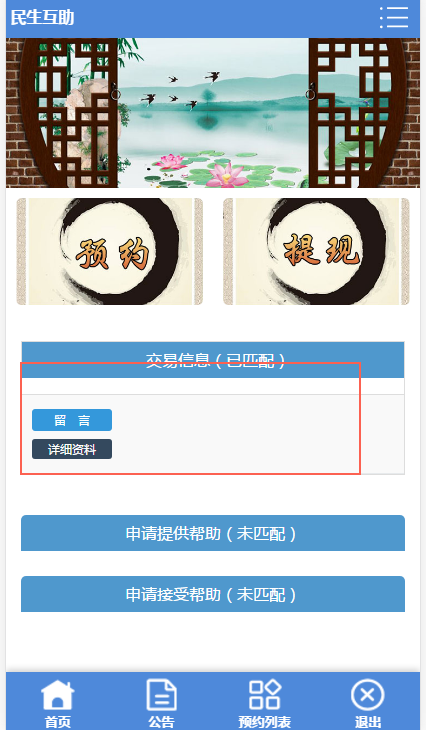 民生互助
预约
提现
交易信息（已匹配）
留 言
详细资料
申请提供帮助（未匹配）
申请接受帮助（未匹配）
首页
公告
预约列表
退出